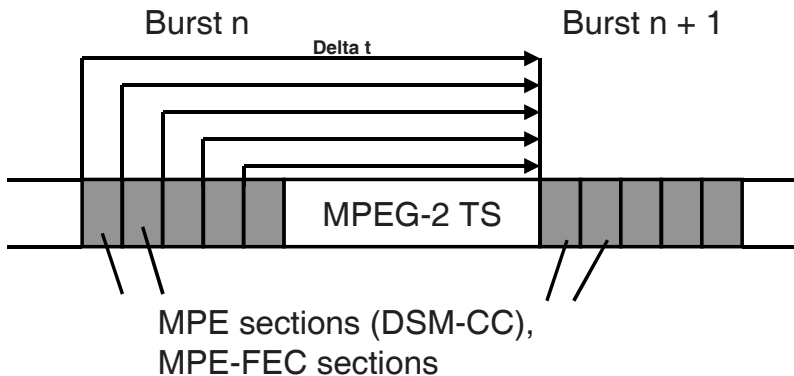 Burst n
Burst n + 1
Delta t
MPEG-2 TS
MPE sections (DSM-CC),
MPE-FEC sections